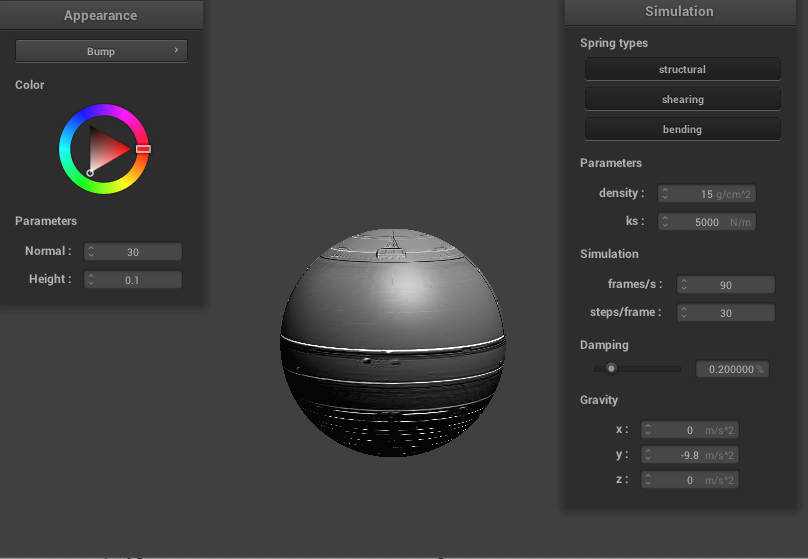 Appearance
Bump
Color
Parameters
Normal : 30
Height : 0.1
Simulation
Spring types
structural
shearing
bending
Parameters
density : 15 g/cm^2
ks : 5000 N/m
Simulation
frames/s : 90
steps/frame : 30
Damping
0.200000 %
Gravity
x : 0 m/s^2
y : -9.8 m/s^2
z : 0 m/s^2